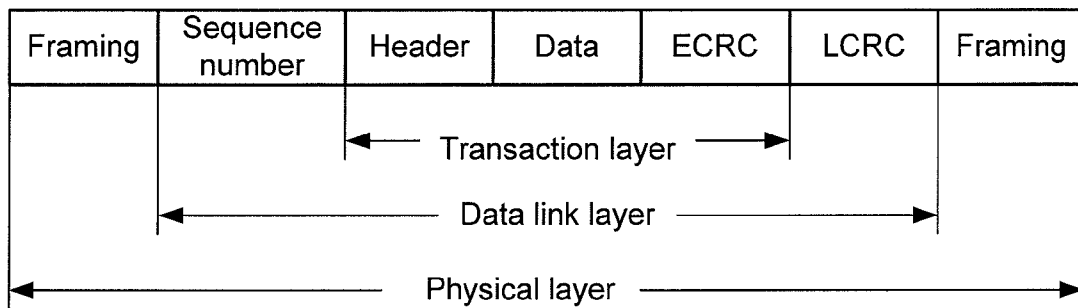 Framing
Sequence
number
Header
Data
ECRC
LCRC
Framing
Transaction layer
Data link layer
Physical layer